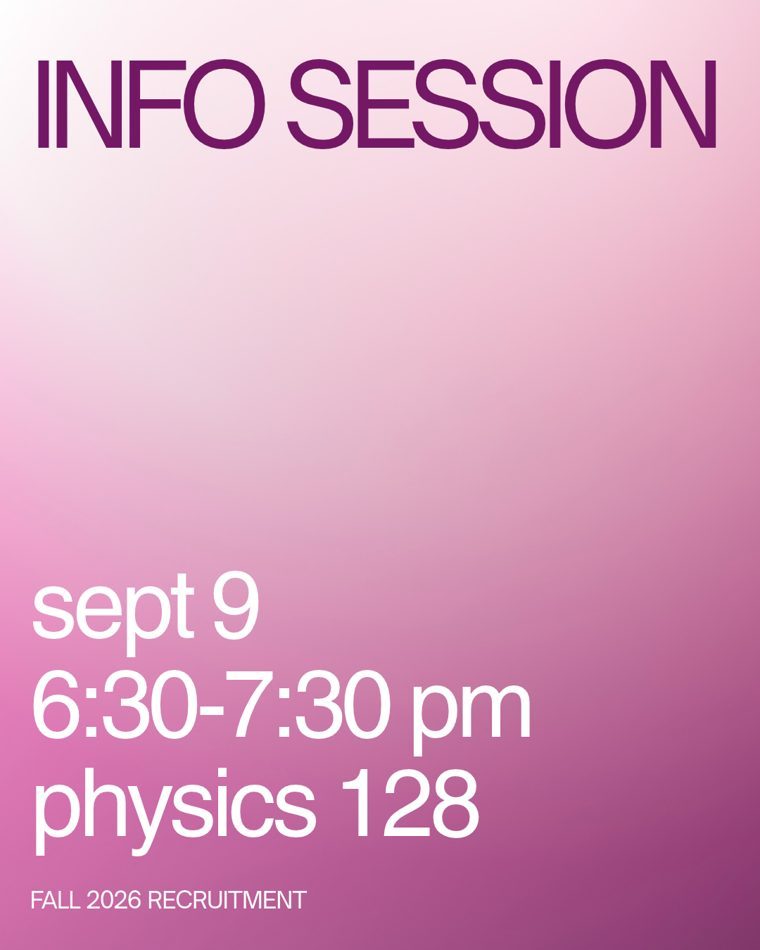 INFO SESSION
sept 9
6:30-7:30 pm
physics 128
FALL 2026 RECRUITMENT